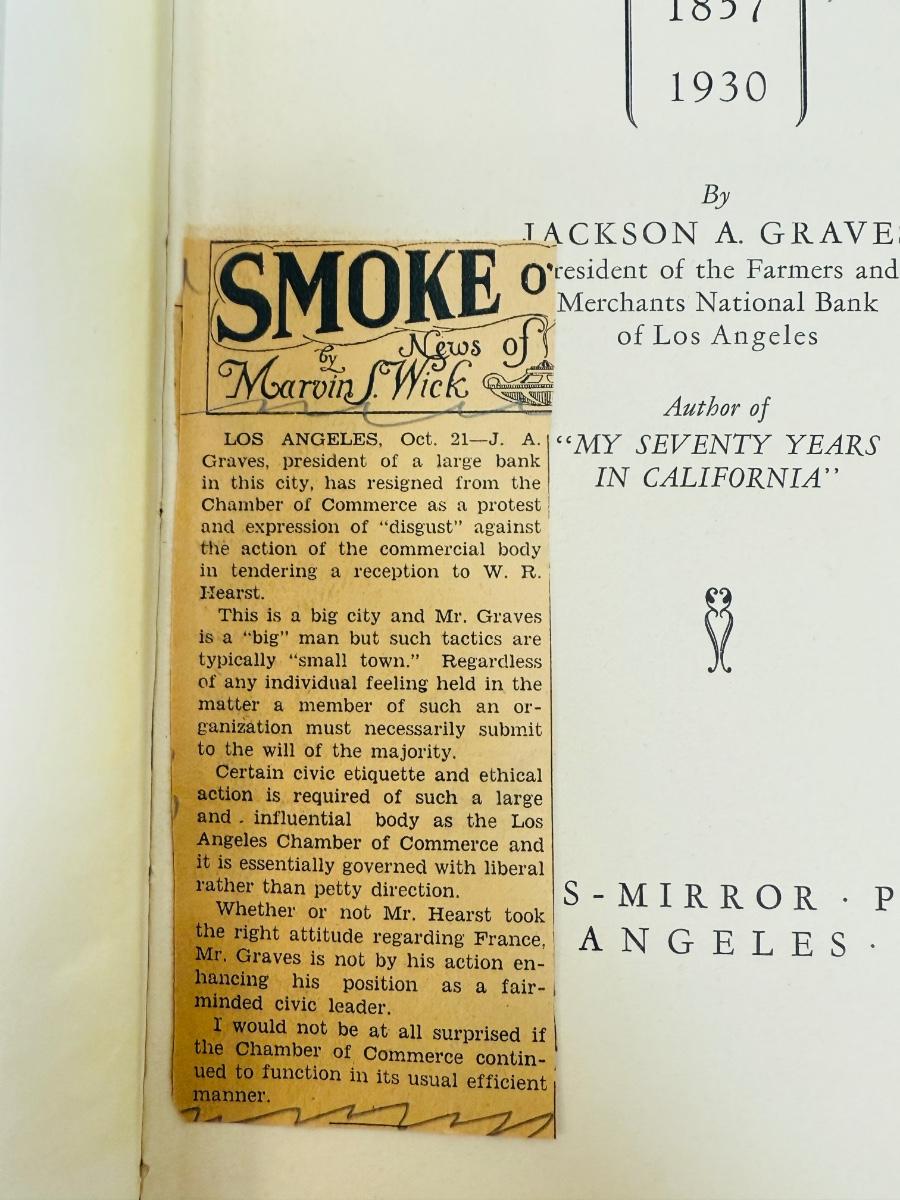 1857
1930
By
JACKSON A. GRAVES
President of the Farmers and
Merchants National Bank
of Los Angeles
Author of
“MY SEVENTY YEARS
IN CALIFORNIA”
S-MIRROR · P
ANGELES ·
SMOKE O'
News of
by
Marvin S. Wick
LOS ANGELES, Oct. 21—J. A.
Graves, president of a large bank
in this city, has resigned from the
Chamber of Commerce as a protest
and expression of “disgust” against
the action of the commercial body
in tendering a reception to W. R.
Hearst.
This is a big city and Mr. Graves
is a “big” man but such tactics are
typically “small town.” Regardless
of any individual feeling held in the
matter a member of such an or-
ganization must necessarily submit
to the will of the majority.
Certain civic etiquette and ethical
action is required of such a large
and . influential body as the Los
Angeles Chamber of Commerce and
it is essentially governed with liberal
rather than petty direction.
Whether or not Mr. Hearst took
the right attitude regarding France,
Mr. Graves is not by his action en-
hancing his position as a fair-
minded civic leader.
I would not be at all surprised if
the Chamber of Commerce contin-
ued to function in its usual efficient
manner.